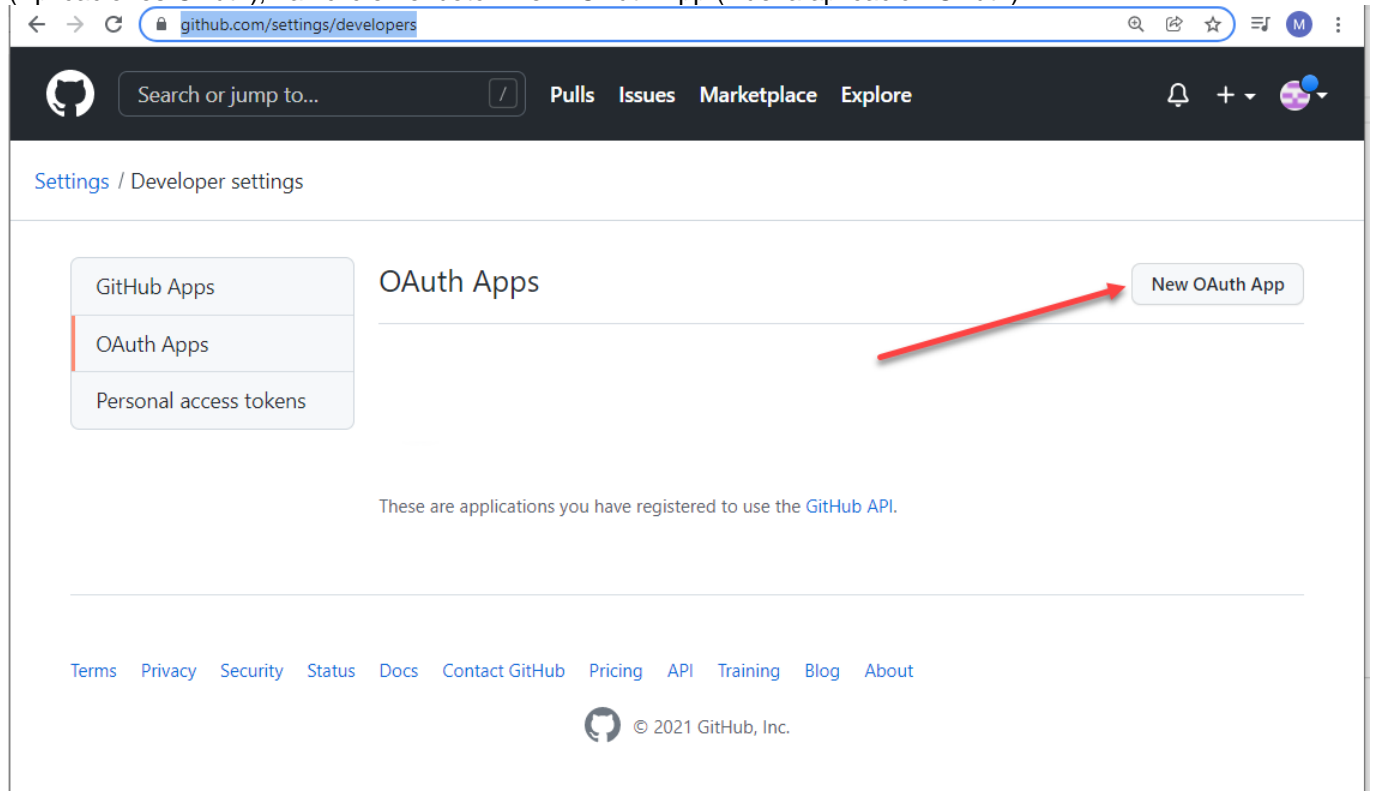 github.com/settings/developers
M
Search or jump to...
/
Pulls Issues Marketplace Explore
Settings / Developer settings
GitHub Apps
OAuth Apps
Personal access tokens
OAuth Apps
New OAuth App
These are applications you have registered to use the GitHub API.
Terms Privacy Security Status Docs Contact GitHub Pricing API Training Blog About
© 2021 GitHub, Inc.